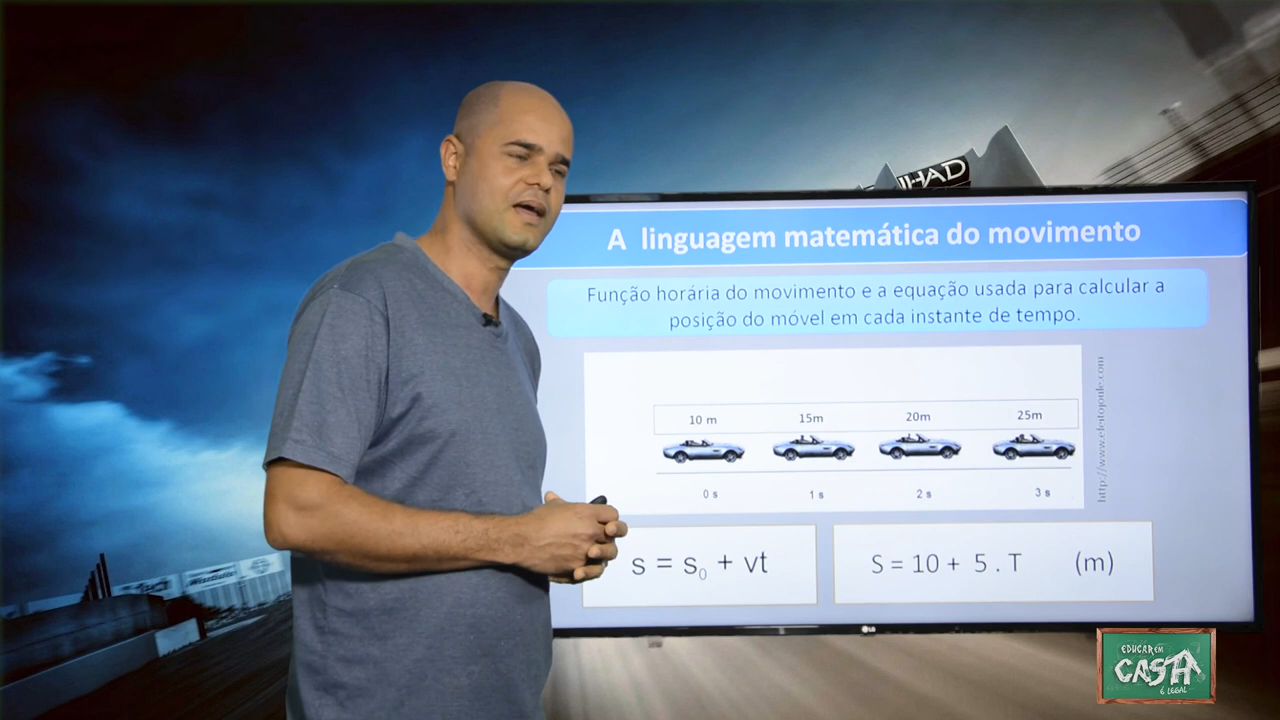 IHAD
A linguagem matemática do movimento
Função horária do movimento e a equação usada para calcular a
posição do móvel em cada instante de tempo.
10 m 15m 20m 25m
0 s 1 s 2 s 3 s
http://www.efeitojoule.com
s = s₀ + vt
S = 10 + 5 . T (m)
LG
EDUCAR EM
CASA
É LEGAL